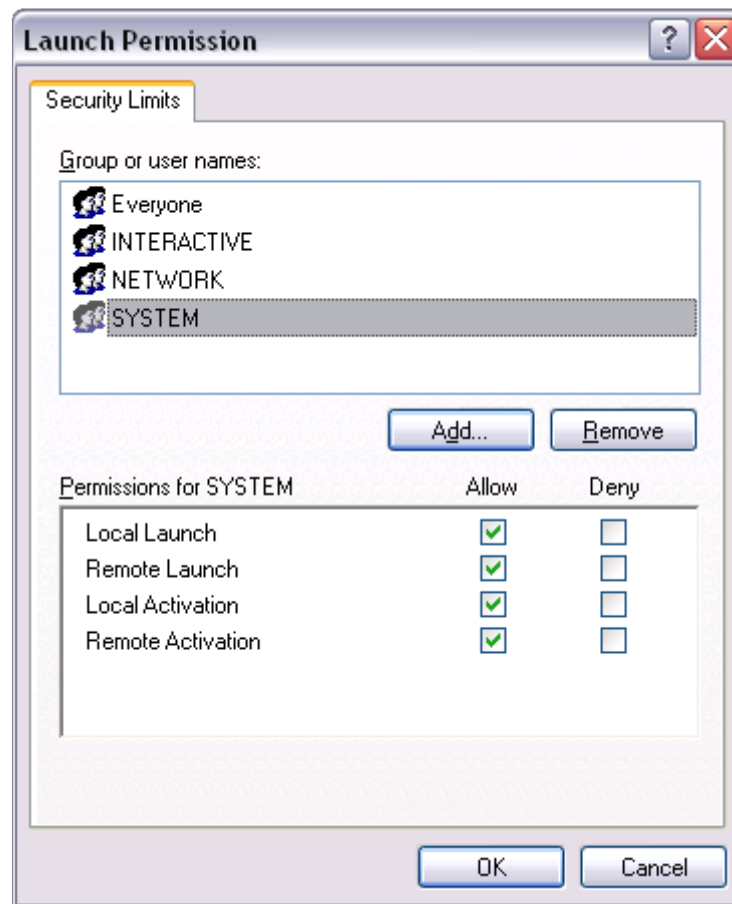 Launch Permission
Security Limits
Group or user names:
Everyone
INTERACTIVE
NETWORK
SYSTEM
Add... Remove
Permissions for SYSTEM Allow Deny
Local Launch
Remote Launch
Local Activation
Remote Activation
OK Cancel